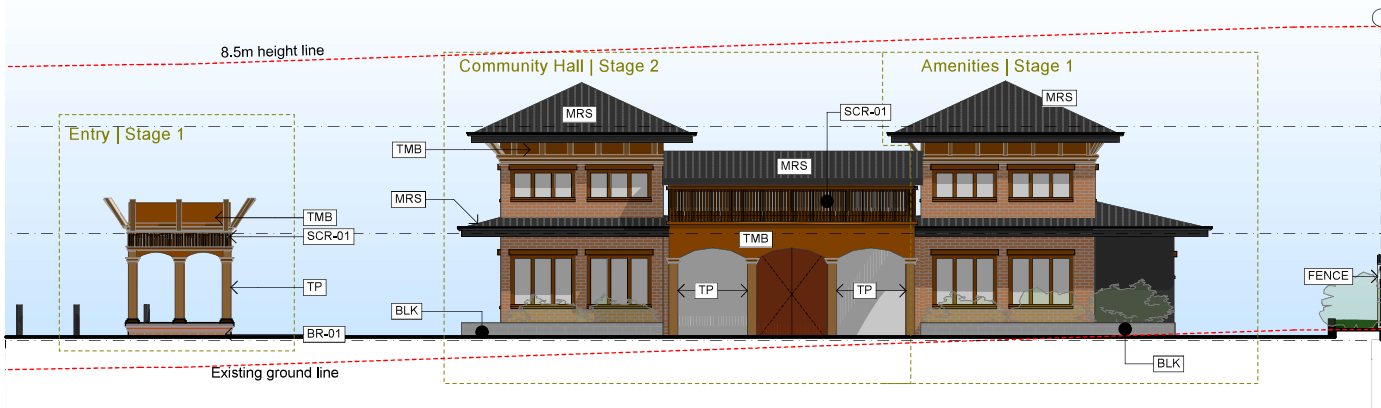 8.5m height line
Community Hall | Stage 2
Amenities | Stage 1
MRS
MRS
SCR-01
Entry | Stage 1
TMB
MRS
MRS
TMB
SCR-01
TMB
FENCE
TP
TP
TP
BLK
BR-01
BLK
Existing ground line